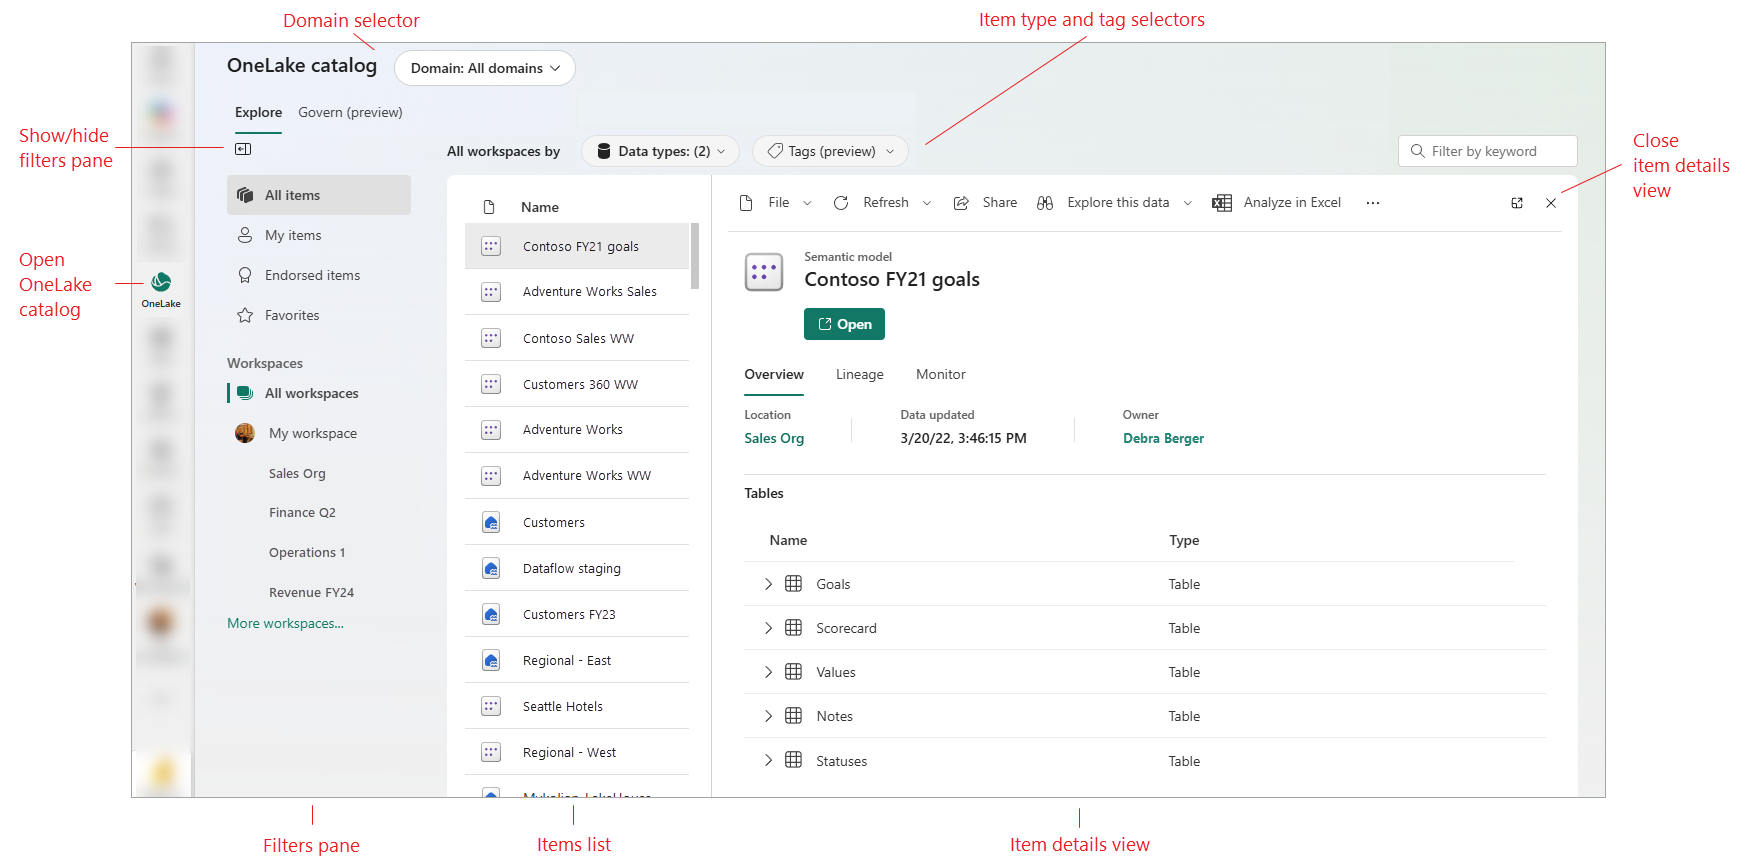 Domain selector
Item type and tag selectors
OneLake catalog
Domain: All domains
Explore
Govern (preview)
Show/hide
filters pane
All workspaces by
Data types: (2)
Tags (preview)
Filter by keyword
Close
item details
view
All items
My items
Endorsed items
Favorites
Open
OneLake
catalog
OneLake
Workspaces
All workspaces
My workspace
Sales Org
Finance Q2
Operations 1
Revenue FY24
More workspaces...
Name
Contoso FY21 goals
Adventure Works Sales
Contoso Sales WW
Customers 360 WW
Adventure Works
Adventure Works WW
Customers
Dataflow staging
Customers FY23
Regional - East
Seattle Hotels
Regional - West
File
Refresh
Share
Explore this data
Analyze in Excel
...
Semantic model
Contoso FY21 goals
Open
Overview
Lineage
Monitor
Location
Data updated
Owner
Sales Org
3/20/22, 3:46:15 PM
Debra Berger
Tables
Name
Type
Goals
Table
Scorecard
Table
Values
Table
Notes
Table
Statuses
Table
Filters pane
Items list
Item details view